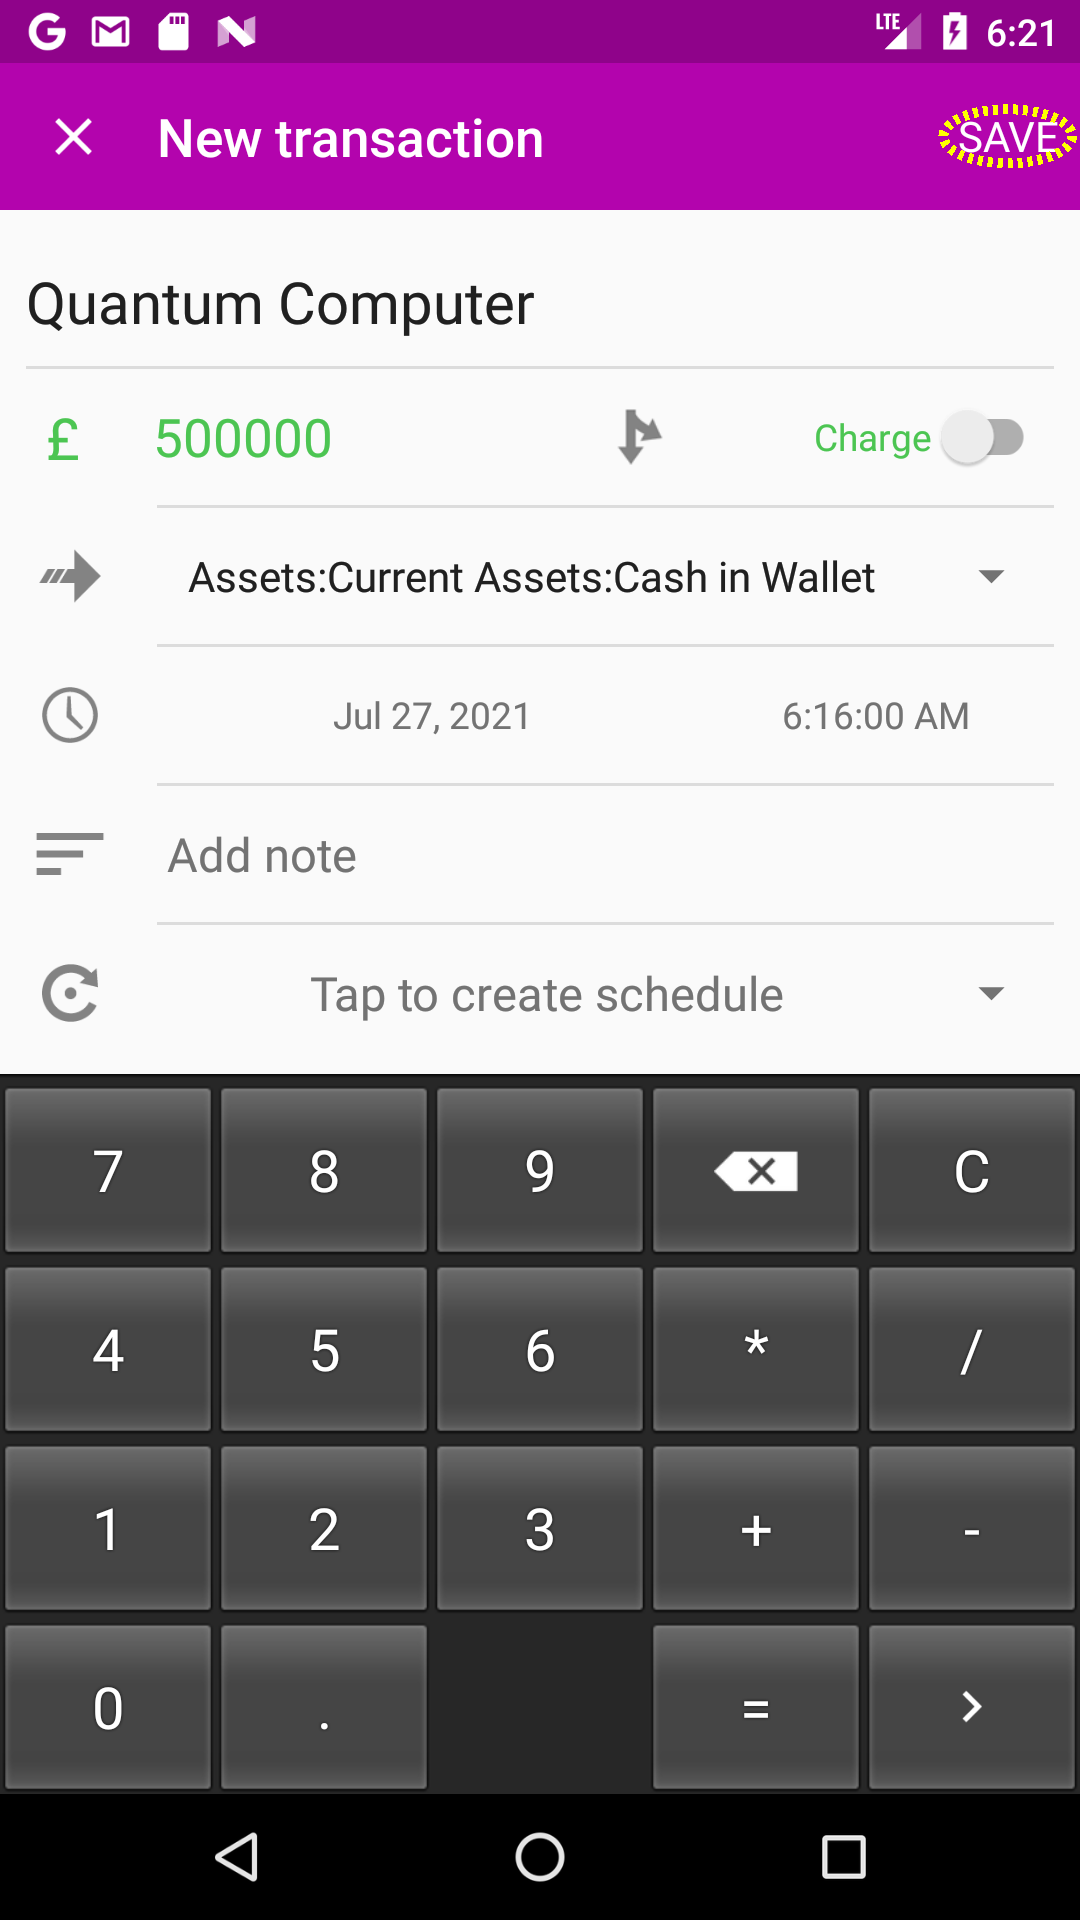 LTE 6:21
New transaction SAVE
Quantum Computer
£ 500000 Charge
Assets:Current Assets:Cash in Wallet
Jul 27, 2021 6:16:00 AM
Add note
Tap to create schedule
7 8 9 C
4 5 6 * /
1 2 3 + -
0 . = >